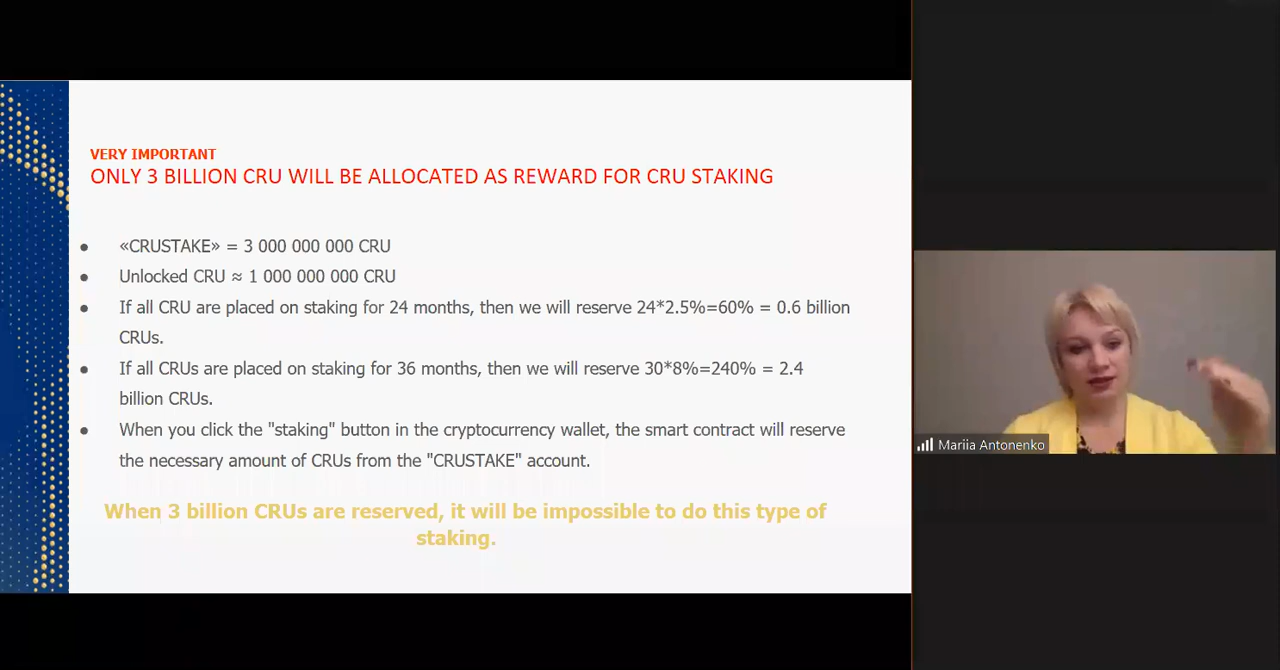 VERY IMPORTANT
ONLY 3 BILLION CRU WILL BE ALLOCATED AS REWARD FOR CRU STAKING
● «CRUSTAKE» = 3 000 000 000 CRU
● Unlocked CRU ≈ 1 000 000 000 CRU
● If all CRU are placed on staking for 24 months, then we will reserve 24*2.5%=60% = 0.6 billion
CRUs.
● If all CRUs are placed on staking for 36 months, then we will reserve 30*8%=240% = 2.4
billion CRUs.
● When you click the "staking" button in the cryptocurrency wallet, the smart contract will reserve
the necessary amount of CRUs from the "CRUSTAKE" account.
When 3 billion CRUs are reserved, it will be impossible to do this type of
staking.
Mariia Antonenko